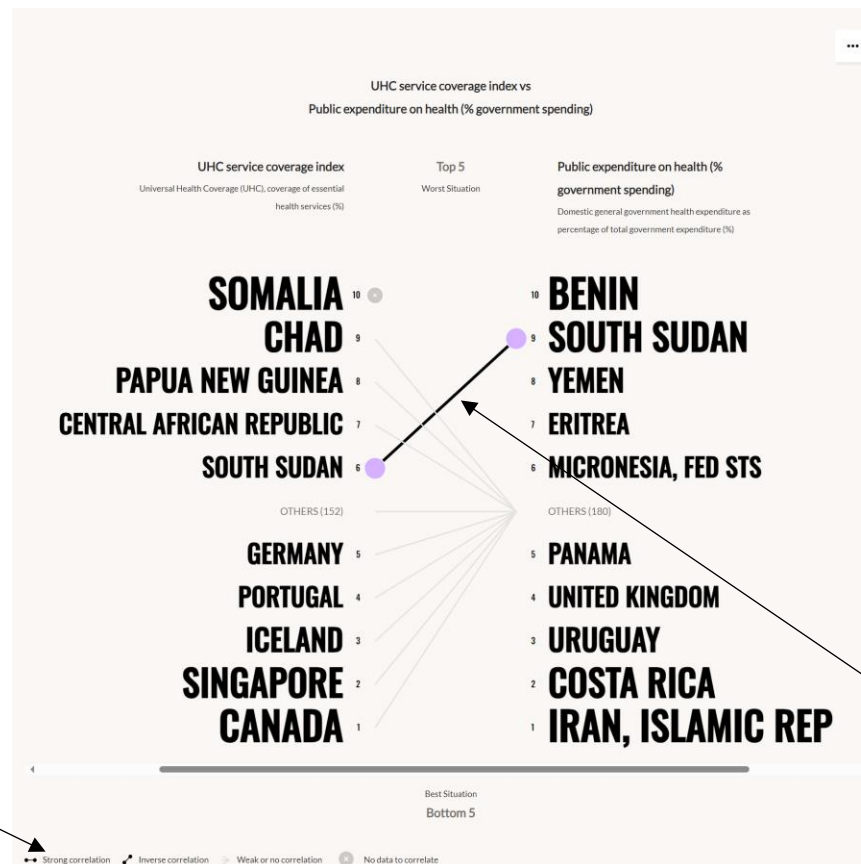 UHC service coverage index vs
Public expenditure on health (% government spending)
UHC service coverage index
Universal Health Coverage (UHC), coverage of essential
health services (%)
Top 5
Worst Situation
Public expenditure on health (%
government spending)
Domestic general government health expenditure as
percentage of total government expenditure (%)
SOMALIA 10
10 BENIN
CHAD 9
9 SOUTH SUDAN
PAPUA NEW GUINEA 8
8 YEMEN
CENTRAL AFRICAN REPUBLIC 7
7 ERITREA
SOUTH SUDAN 6
6 MICRONESIA, FED STS
OTHERS (152)
OTHERS (180)
GERMANY 5
5 PANAMA
PORTUGAL 4
4 UNITED KINGDOM
ICELAND 3
3 URUGUAY
SINGAPORE 2
2 COSTA RICA
CANADA 1
1 IRAN, ISLAMIC REP
Best Situation
Bottom 5
Strong correlation Inverse correlation Weak or no correlation No data to correlate